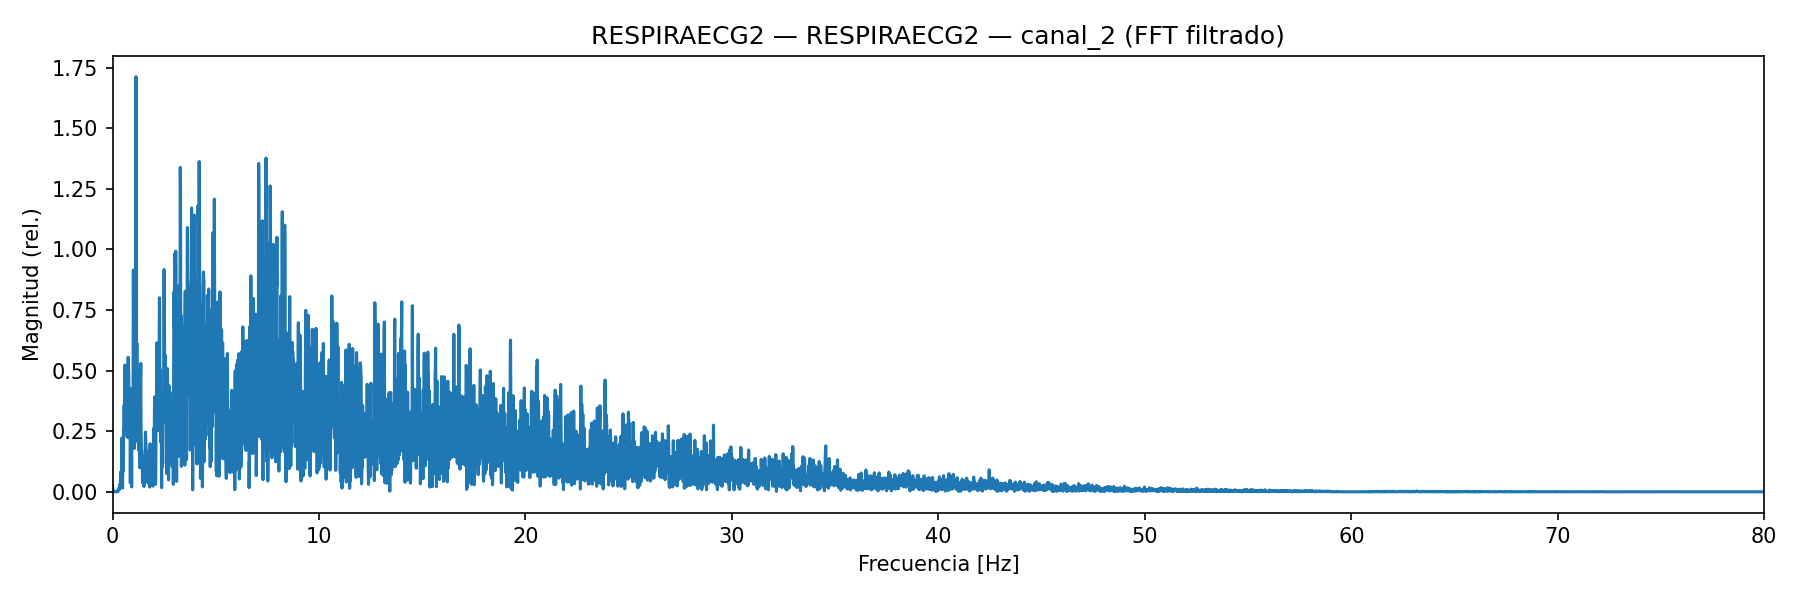 RESPIRAECG2 — RESPIRAECG2 — canal_2 (FFT filtrado)
1.75
1.50
1.25
1.00
0.75
0.50
0.25
0.00
Magnitud (rel.)
0 10 20 30 40 50 60 70 80
Frecuencia [Hz]